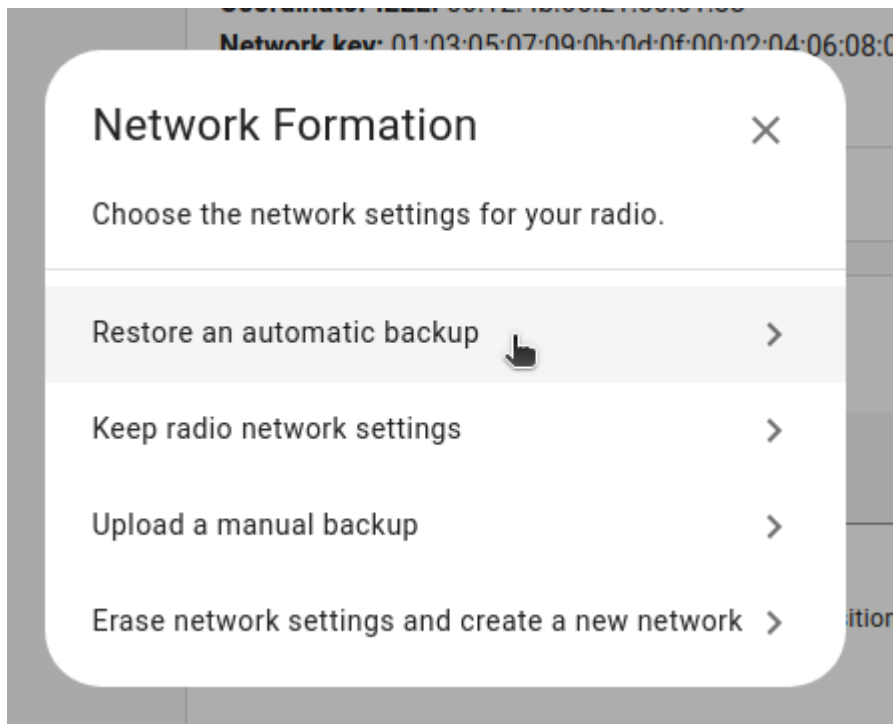 Network key: 01:03:05:07:09:0b:0d:0f:00:02:04:06:08:0
Network Formation
Choose the network settings for your radio.
Restore an automatic backup
Keep radio network settings
Upload a manual backup
Erase network settings and create a new network